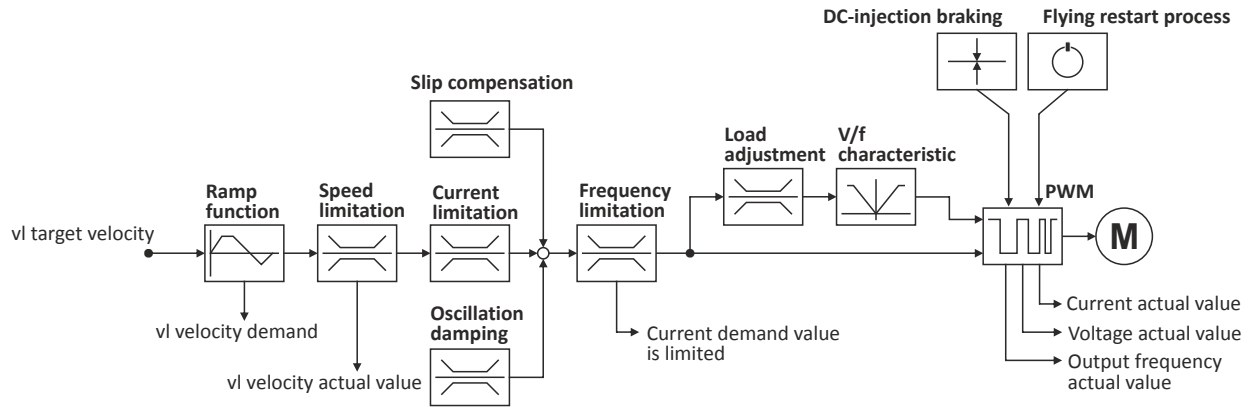 DC-injection braking
Flying restart process
Slip compensation
Load
adjustment
V/f
characteristic
Ramp
function
Speed
limitation
Current
limitation
Frequency
limitation
PWM
vl target velocity
M
Oscillation
damping
vl velocity demand
vl velocity actual value
Current demand value
is limited
Current actual value
Voltage actual value
Output frequency
actual value